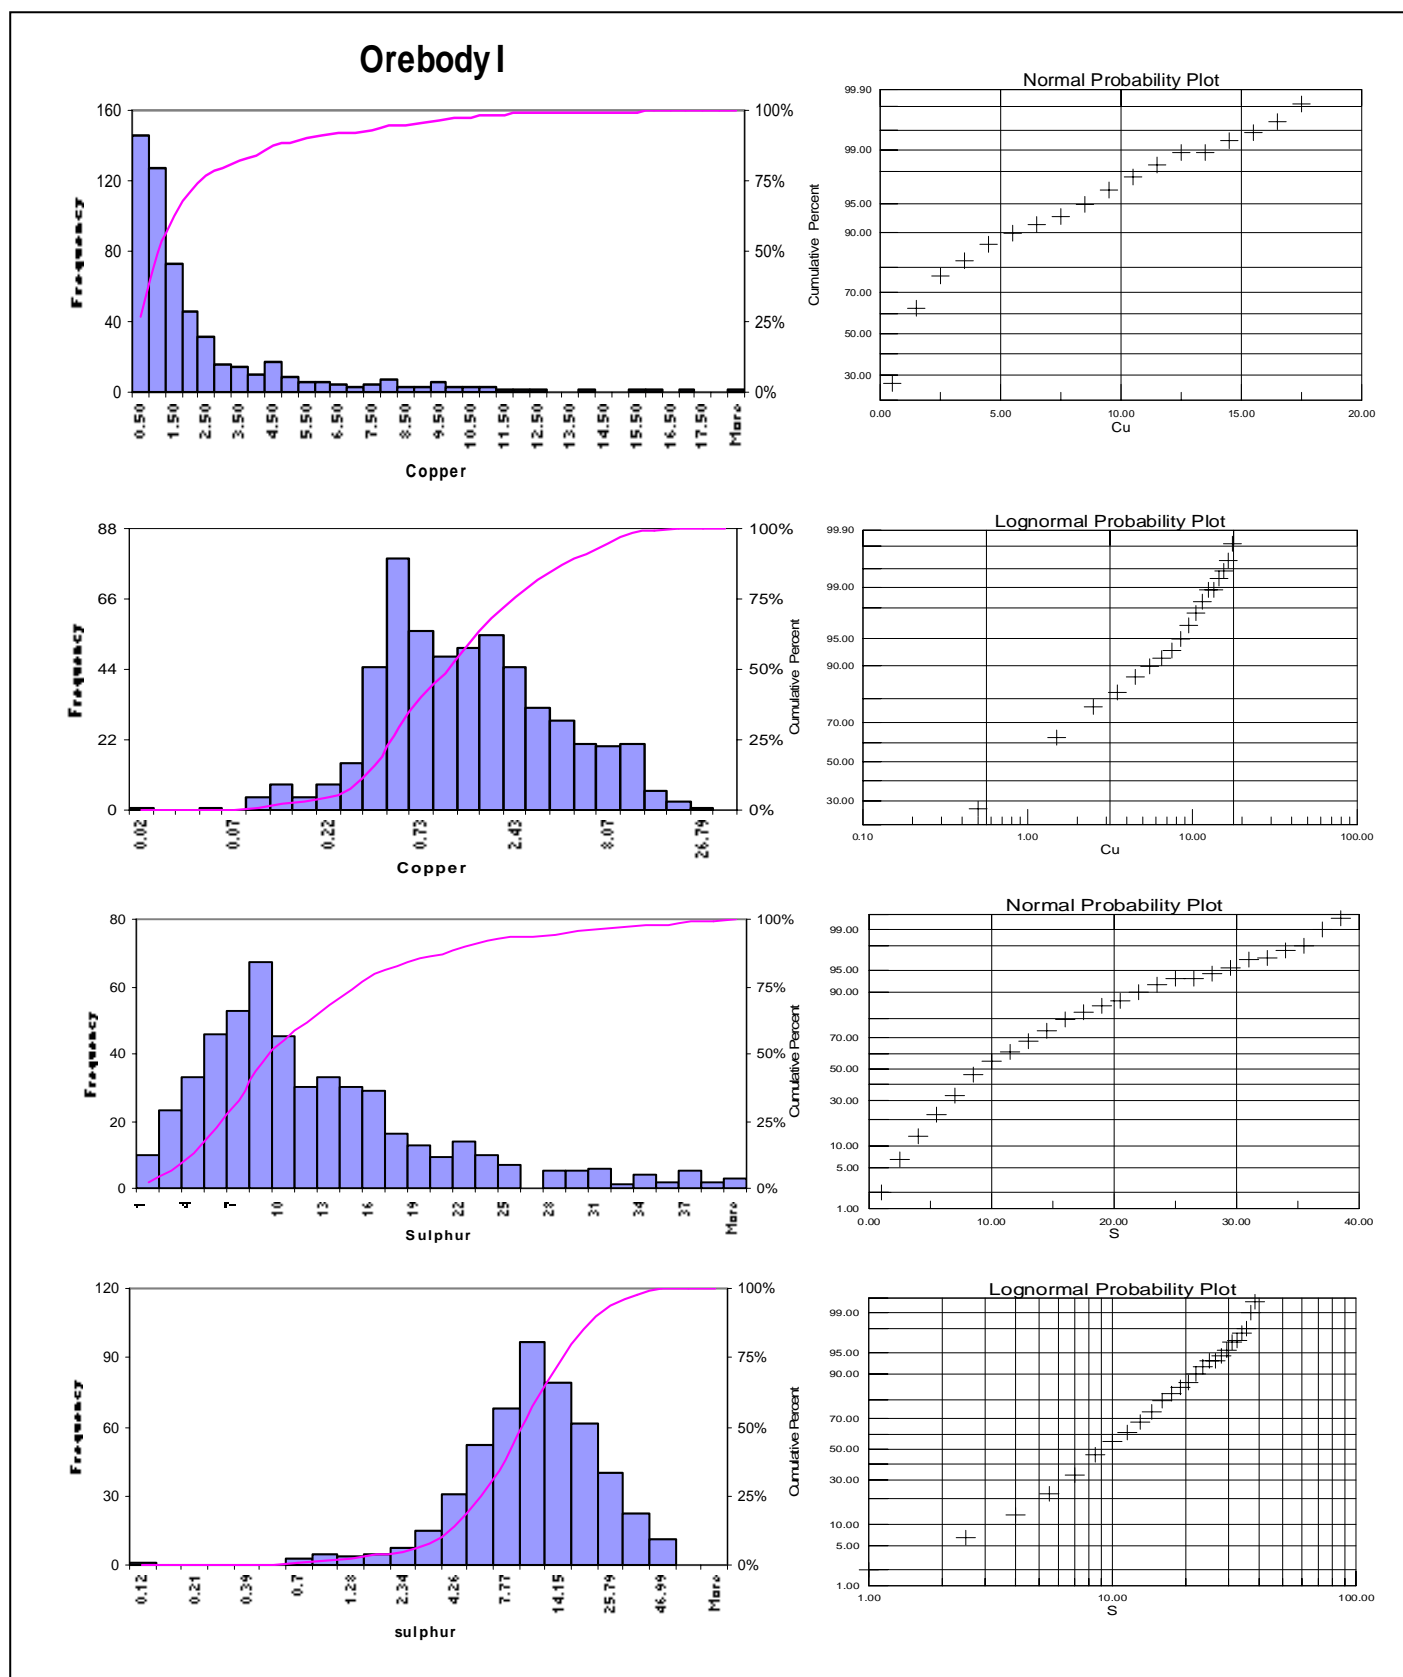 Orebody I
Normal Probability Plot
160 100% 99.90
120 75% 99.00
80 50% 95.00
90.00
40 25% 70.00
50.00
0 0% 30.00
Frequency
Cumulative Percent
0.50 1.50 2.50 3.50 4.50 5.50 6.50 7.50 8.50 9.50 10.50 11.50 12.50 13.50 14.50 15.50 16.50 17.50 More
0.00 5.00 10.00 15.00 20.00
Copper
Cu
Lognormal Probability Plot
88 100% 99.90
66 75% 99.00
44 50% 95.00
90.00
22 25% 70.00
50.00
0 0% 30.00
Frequency
Cumulative Percent
0.02 0.07 0.22 0.73 2.43 8.07 26.79
0.10 1.00 10.00 100.00
Copper
Cu
Normal Probability Plot
80 100% 99.00
60 75% 95.00
90.00
40 50% 70.00
50.00
20 25% 30.00
10.00
0 0% 5.00
1.00
Frequency
Cumulative Percent
1 4 7 10 13 16 19 22 25 28 31 34 37 More
0.00 10.00 20.00 30.00 40.00
Sulphur
S
Lognormal Probability Plot
120 100% 99.00
90 75% 95.00
90.00
60 50% 70.00
50.00
30 25% 30.00
10.00
0 0% 5.00
1.00
Frequency
Cumulative Percent
0.12 0.21 0.39 0.7 1.28 2.34 4.26 7.77 14.15 25.79 46.99 More
1.00 10.00 100.00
sulphur
S